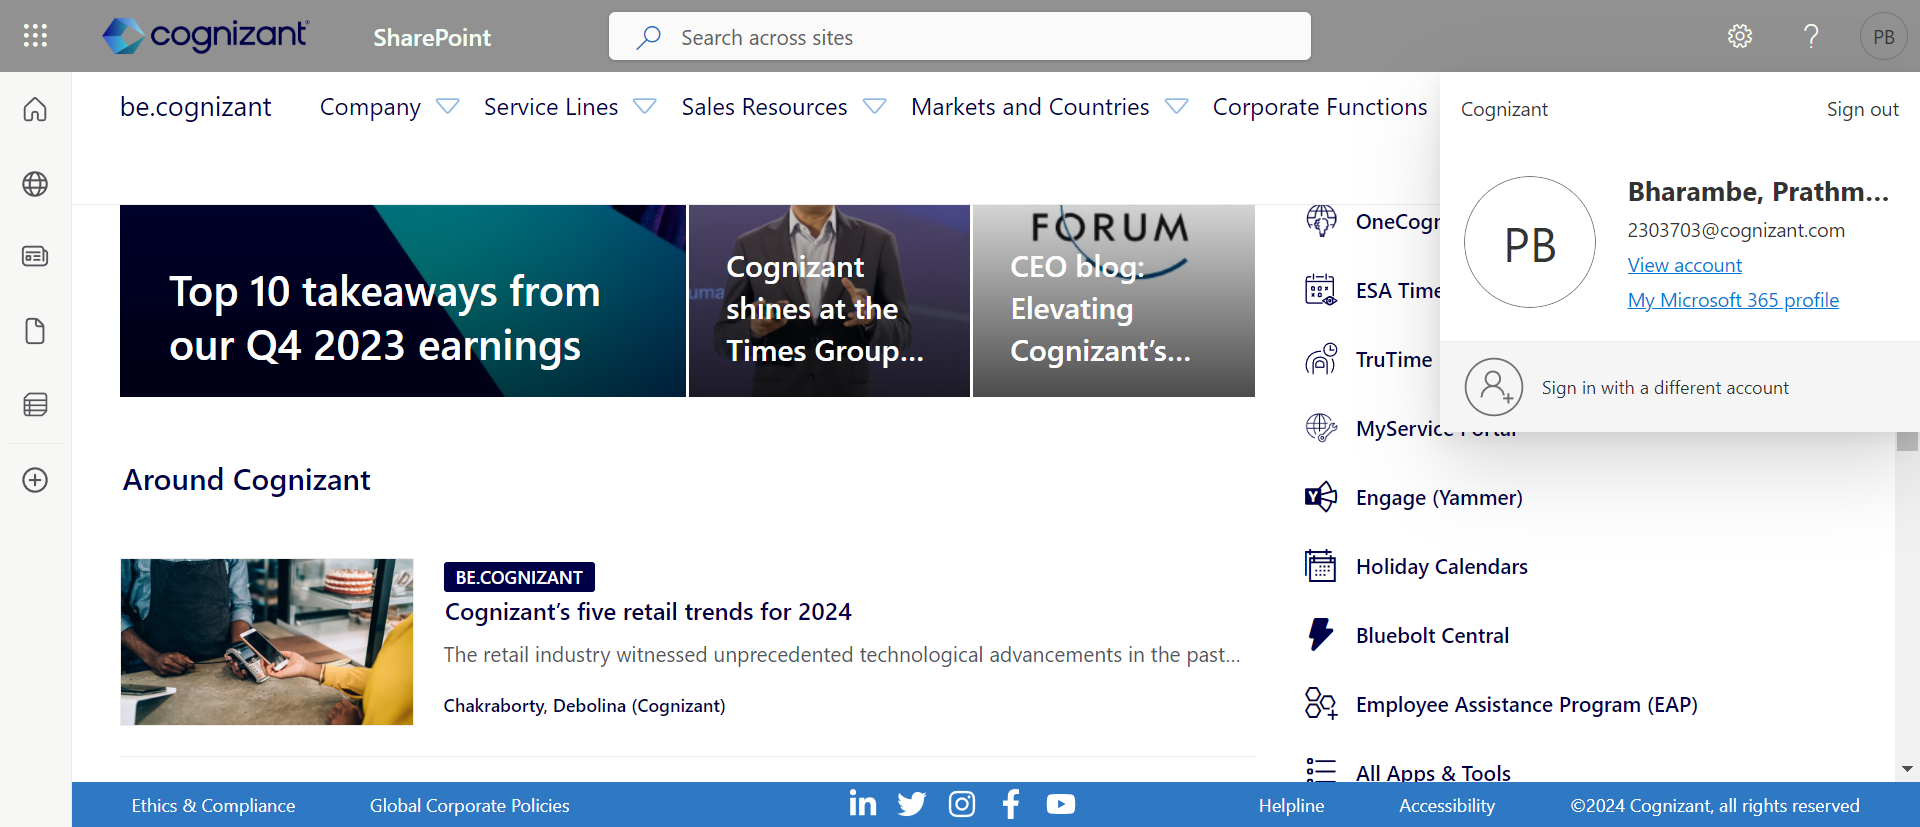 cognizant
SharePoint
Search across sites
PB
be.cognizant
Company
Service Lines
Sales Resources
Markets and Countries
Corporate Functions
Cognizant
Sign out
PB
Bharambe, Prathm...
2303703@cognizant.com
View account
My Microsoft 365 profile
Sign in with a different account
Top 10 takeaways from
our Q4 2023 earnings
Cognizant
shines at the
Times Group...
FORUM
CEO blog:
Elevating
Cognizant’s...
ESA Time
TruTime
MyService Portal
Engage (Yammer)
Holiday Calendars
Bluebolt Central
Employee Assistance Program (EAP)
All Apps & Tools
Around Cognizant
BE.COGNIZANT
Cognizant’s five retail trends for 2024
The retail industry witnessed unprecedented technological advancements in the past...
Chakraborty, Debolina (Cognizant)
Ethics & Compliance
Global Corporate Policies
Helpline
Accessibility
©2024 Cognizant, all rights reserved